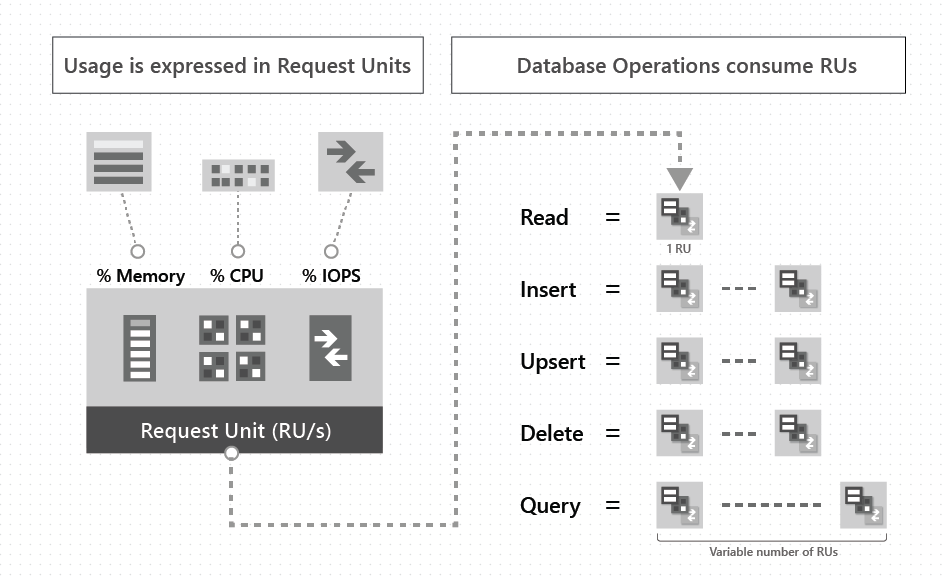 Usage is expressed in Request Units
Database Operations consume RUs
% Memory
% CPU
% IOPS
Request Unit (RU/s)
Read =
1 RU
Insert =
Upsert =
Delete =
Query =
Variable number of RUs